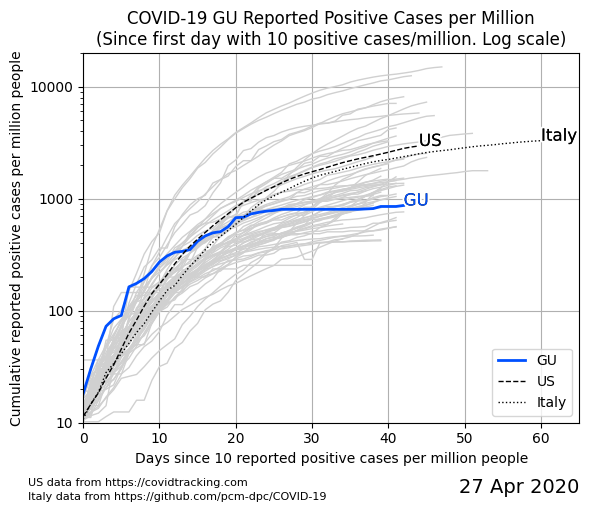 COVID-19 GU Reported Positive Cases per Million
(Since first day with 10 positive cases/million. Log scale)
Cumulative reported positive cases per million people
10000
1000
100
10
US
Italy
GU
GU
US
Italy
0 10 20 30 40 50 60
Days since 10 reported positive cases per million people
US data from https://covidtracking.com
Italy data from https://github.com/pcm-dpc/COVID-19
27 Apr 2020